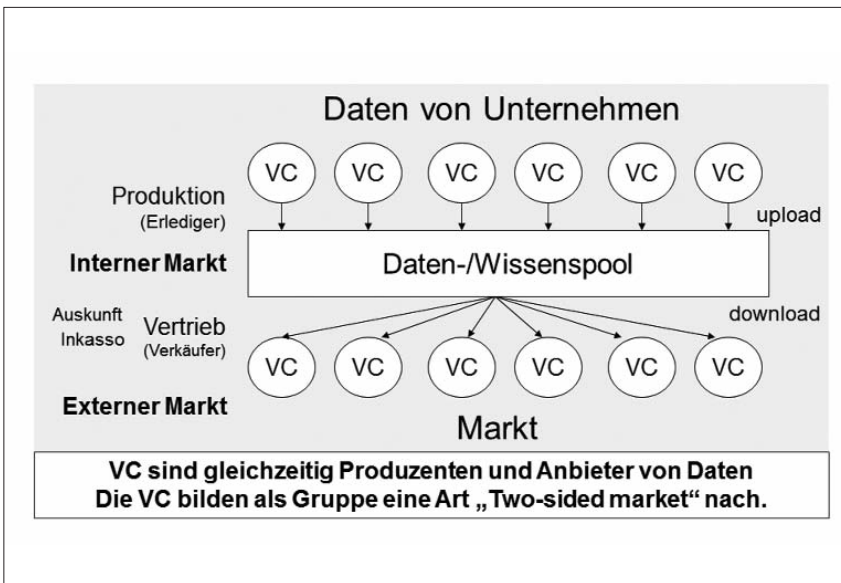 Daten von Unternehmen
VC VC VC VC VC VC
Produktion
(Erlediger)
upload
Interner Markt
Daten-/Wissenspool
Auskunft
Inkasso
Vertrieb
(Verkäufer)
download
VC VC VC VC VC VC
Externer Markt
Markt
VC sind gleichzeitig Produzenten und Anbieter von Daten
Die VC bilden als Gruppe eine Art „Two-sided market“ nach.